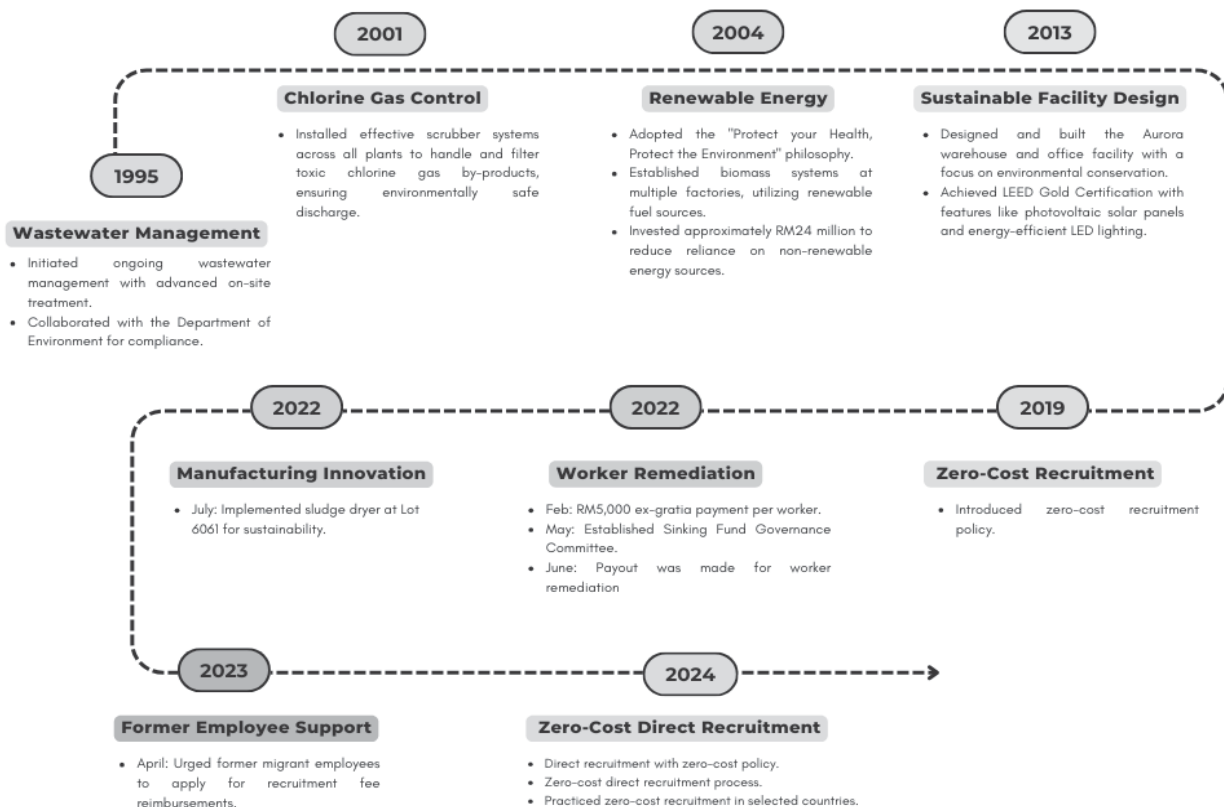 1995
Wastewater Management
• Initiated ongoing wastewater
management with advanced on-site
treatment.
• Collaborated with the Department of
Environment for compliance.
2001
Chlorine Gas Control
• Installed effective scrubber systems
across all plants to handle and filter
toxic chlorine gas by-products,
ensuring environmentally safe
discharge.
2004
Renewable Energy
• Adopted the "Protect your Health,
Protect the Environment" philosophy.
• Established biomass systems at
multiple factories, utilizing renewable
fuel sources.
• Invested approximately RM24 million to
reduce reliance on non-renewable
energy sources.
2013
Sustainable Facility Design
• Designed and built the Aurora
warehouse and office facility with a
focus on environmental conservation.
• Achieved LEED Gold Certification with
features like photovoltaic solar panels
and energy-efficient LED lighting.
2019
Zero-Cost Recruitment
• Introduced zero-cost recruitment
policy.
2022
Worker Remediation
• Feb: RM5,000 ex-gratia payment per worker.
• May: Established Sinking Fund Governance
Committee.
• June: Payout was made for worker
remediation
2022
Manufacturing Innovation
• July: Implemented sludge dryer at Lot
6061 for sustainability.
2023
Former Employee Support
• April: Urged former migrant employees
to apply for recruitment fee
reimbursements.
2024
Zero-Cost Direct Recruitment
• Direct recruitment with zero-cost policy.
• Zero-cost direct recruitment process.
• Practiced zero-cost recruitment in selected countries.